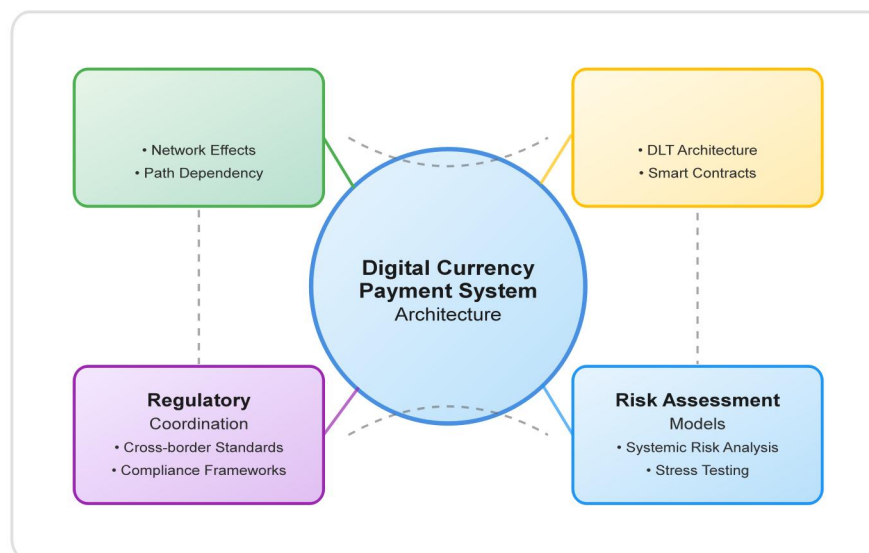 • Network Effects
• Path Dependency
• DLT Architecture
• Smart Contracts
Digital Currency
Payment System
Architecture
Regulatory
Coordination
• Cross-border Standards
• Compliance Frameworks
Risk Assessment
Models
• Systemic Risk Analysis
• Stress Testing